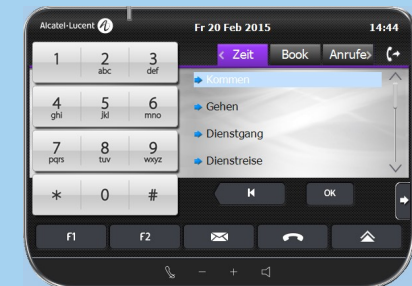 Alcatel-Lucent
Fr 20 Feb 2015 14:44
< Zeit Book Anrufe>
1 2 abc 3 def
4 ghi 5 jkl 6 mno
7 pqrs 8 tuv 9 wxyz
* 0 #
Kommen
Gehen
Dienstgang
Dienstreise
OK
F1 F2
- +